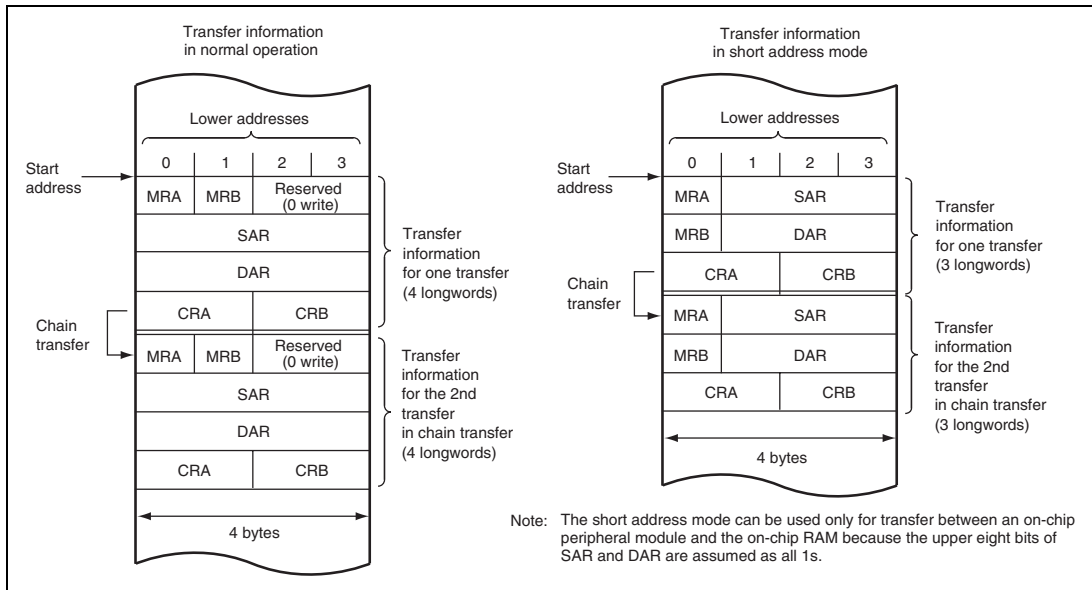 Transfer information
in normal operation
Lower addresses
0 1 2 3
Start
address
MRA MRB Reserved
(0 write)
SAR
DAR
CRA CRB
Transfer
information
for one transfer
(4 longwords)
Chain
transfer
MRA MRB Reserved
(0 write)
SAR
DAR
CRA CRB
Transfer
information
for the 2nd
transfer
in chain transfer
(4 longwords)
4 bytes
Transfer information
in short address mode
Lower addresses
0 1 2 3
Start
address
MRA SAR
MRB DAR
CRA CRB
Transfer
information
for one transfer
(3 longwords)
Chain
transfer
MRA SAR
MRB DAR
CRA CRB
Transfer
information
for the 2nd
transfer
in chain transfer
(3 longwords)
4 bytes
Note: The short address mode can be used only for transfer between an on-chip
peripheral module and the on-chip RAM because the upper eight bits of
SAR and DAR are assumed as all 1s.